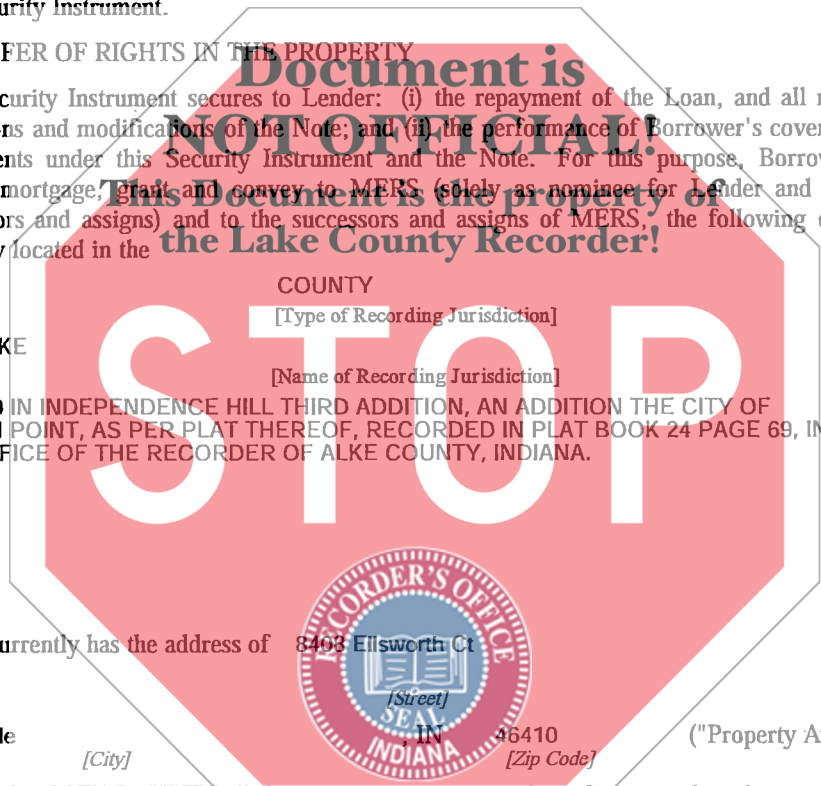 urity Instrument.
FER OF RIGHTS IN THE PROPERTY
Document is
curity Instrument secures to Lender: (i) the repayment of the Loan, and all
NOT OFFICIAL!
ns and modifications of the Note; and (ii) the performance of Borrower's cover
ents under this Security Instrument and the Note. For this purpose, Borrov
This Document is the property of
mortgage, grant and convey to MERS (solely as nominee for Lender and
ors and assigns) and to the successors and assigns of MERS, the following
the Lake County Recorder!
located in the
COUNTY
[Type of Recording Jurisdiction]
KE
[Name of Recording Jurisdiction]
STOP
IN INDEPENDENCE HILL THIRD ADDITION, AN ADDITION THE CITY OF
POINT, AS PER PLAT THEREOF, RECORDED IN PLAT BOOK 24 PAGE 69, IN
FICE OF THE RECORDER OF ALKE COUNTY, INDIANA.
RECORDER'S OFFICE
urrently has the address of 8403 Ellsworth Ct
[Street]
SEAL
le , IN 46410 ("Property A
INDIANA
[City] [Zip Code]